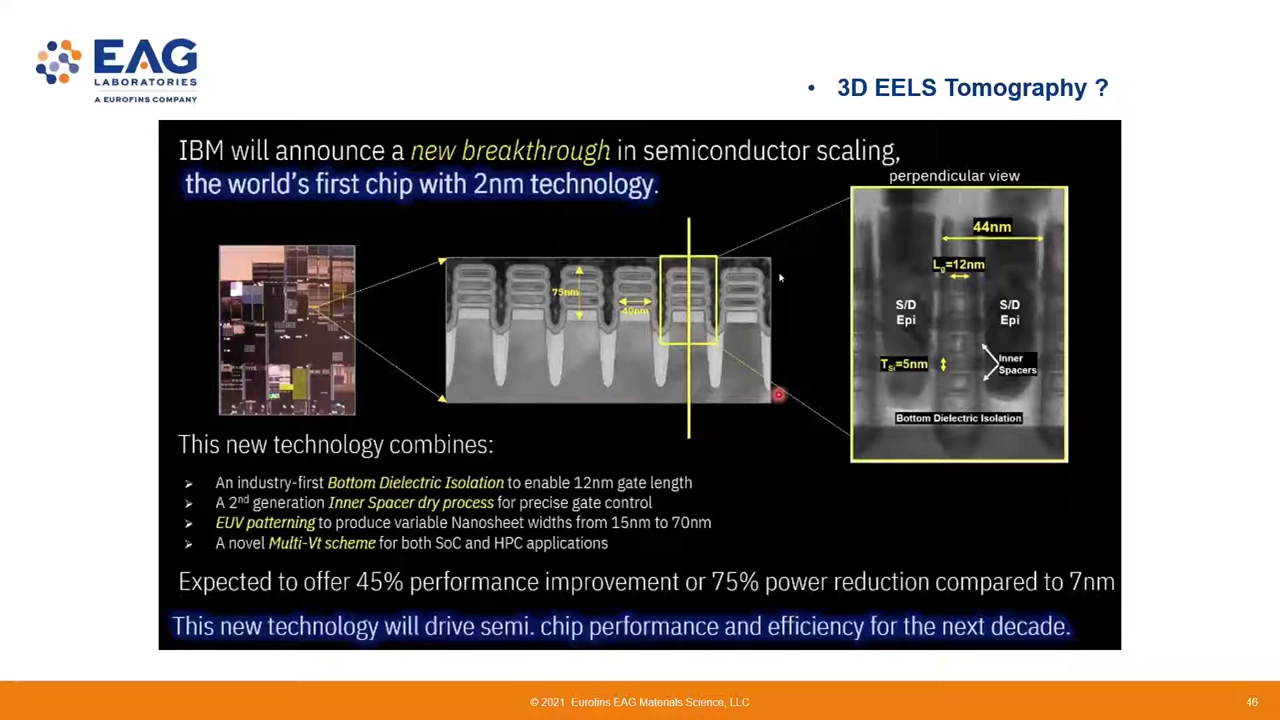 EAG
LABORATORIES
A EUROFINS COMPANY
• 3D EELS Tomography ?
IBM will announce a new breakthrough in semiconductor scaling,
the world's first chip with 2nm technology.
perpendicular view
44nm
Lg=12nm
S/D
Epi
S/D
Epi
TSi=5nm
Inner
Spacers
Bottom Dielectric Isolation
75nm
40nm
This new technology combines:
➢ An industry-first Bottom Dielectric Isolation to enable 12nm gate length
➢ A 2nd generation Inner Spacer dry process for precise gate control
➢ EUV patterning to produce variable Nanosheet widths from 15nm to 70nm
➢ A novel Multi-Vt scheme for both SoC and HPC applications
Expected to offer 45% performance improvement or 75% power reduction compared to 7nm
This new technology will drive semi. chip performance and efficiency for the next decade.
© 2021 Eurofins EAG Materials Science, LLC
46